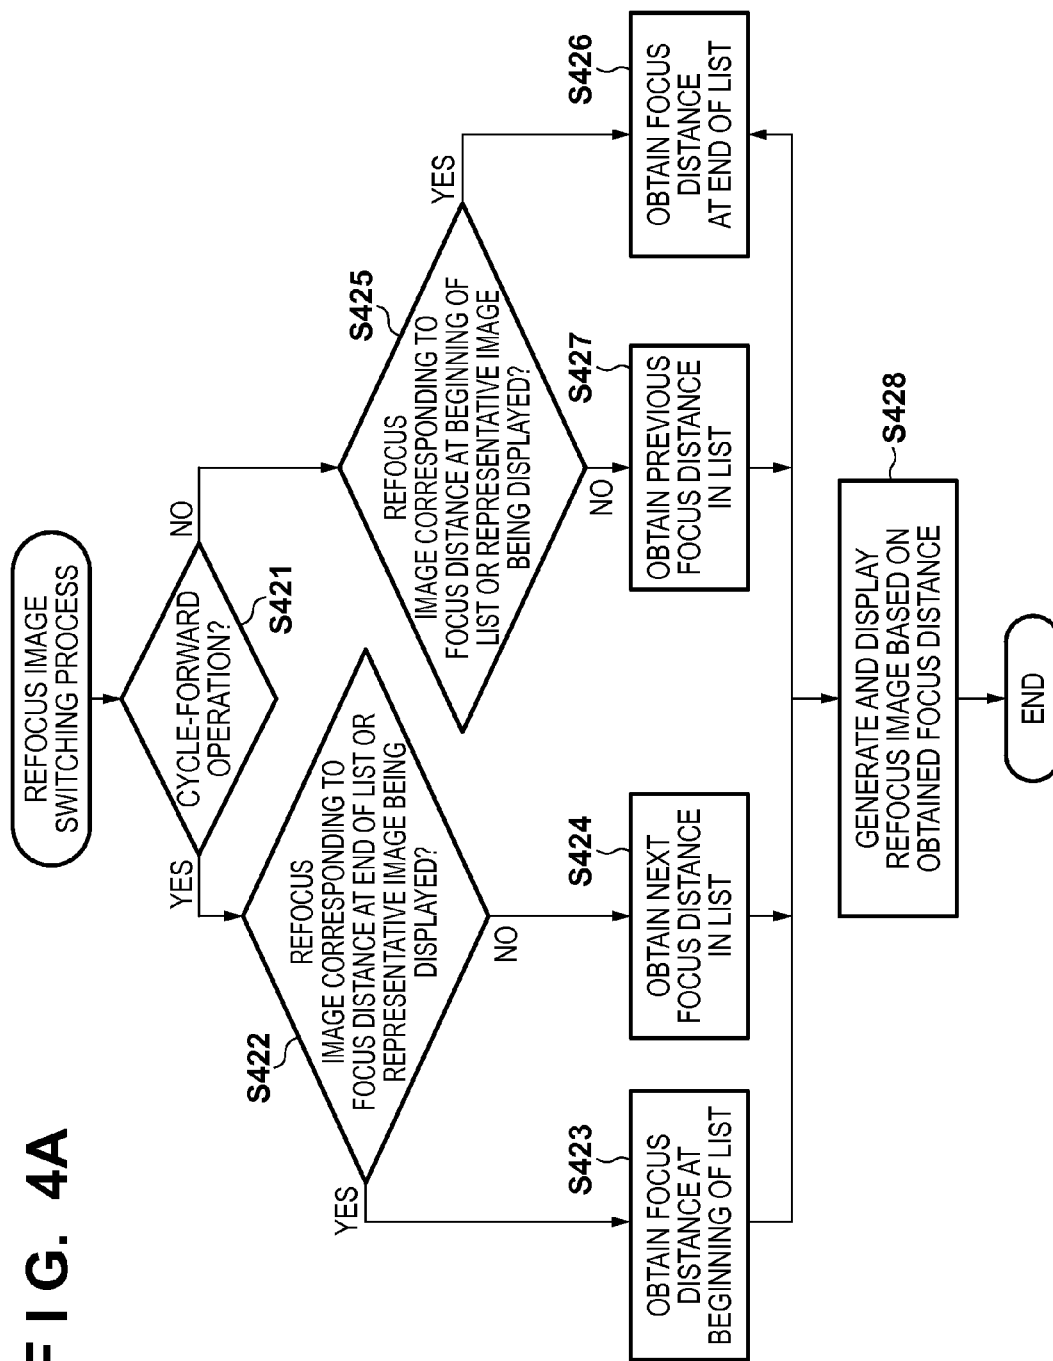 FIG. 4A
REFOCUS IMAGE
SWITCHING PROCESS
CYCLE-FORWARD
OPERATION?
S421
YES
NO
REFOCUS
IMAGE CORRESPONDING TO
FOCUS DISTANCE AT END OF LIST OR
REPRESENTATIVE IMAGE BEING
DISPLAYED?
S422
YES
NO
REFOCUS
IMAGE CORRESPONDING TO
FOCUS DISTANCE AT BEGINNING OF
LIST OR REPRESENTATIVE IMAGE
BEING DISPLAYED?
S425
YES
NO
S423
OBTAIN FOCUS
DISTANCE AT
BEGINNING OF LIST
S424
OBTAIN NEXT
FOCUS DISTANCE
IN LIST
S427
OBTAIN PREVIOUS
FOCUS DISTANCE
IN LIST
S426
OBTAIN FOCUS
DISTANCE
AT END OF LIST
S428
GENERATE AND DISPLAY
REFOCUS IMAGE BASED ON
OBTAINED FOCUS DISTANCE
END